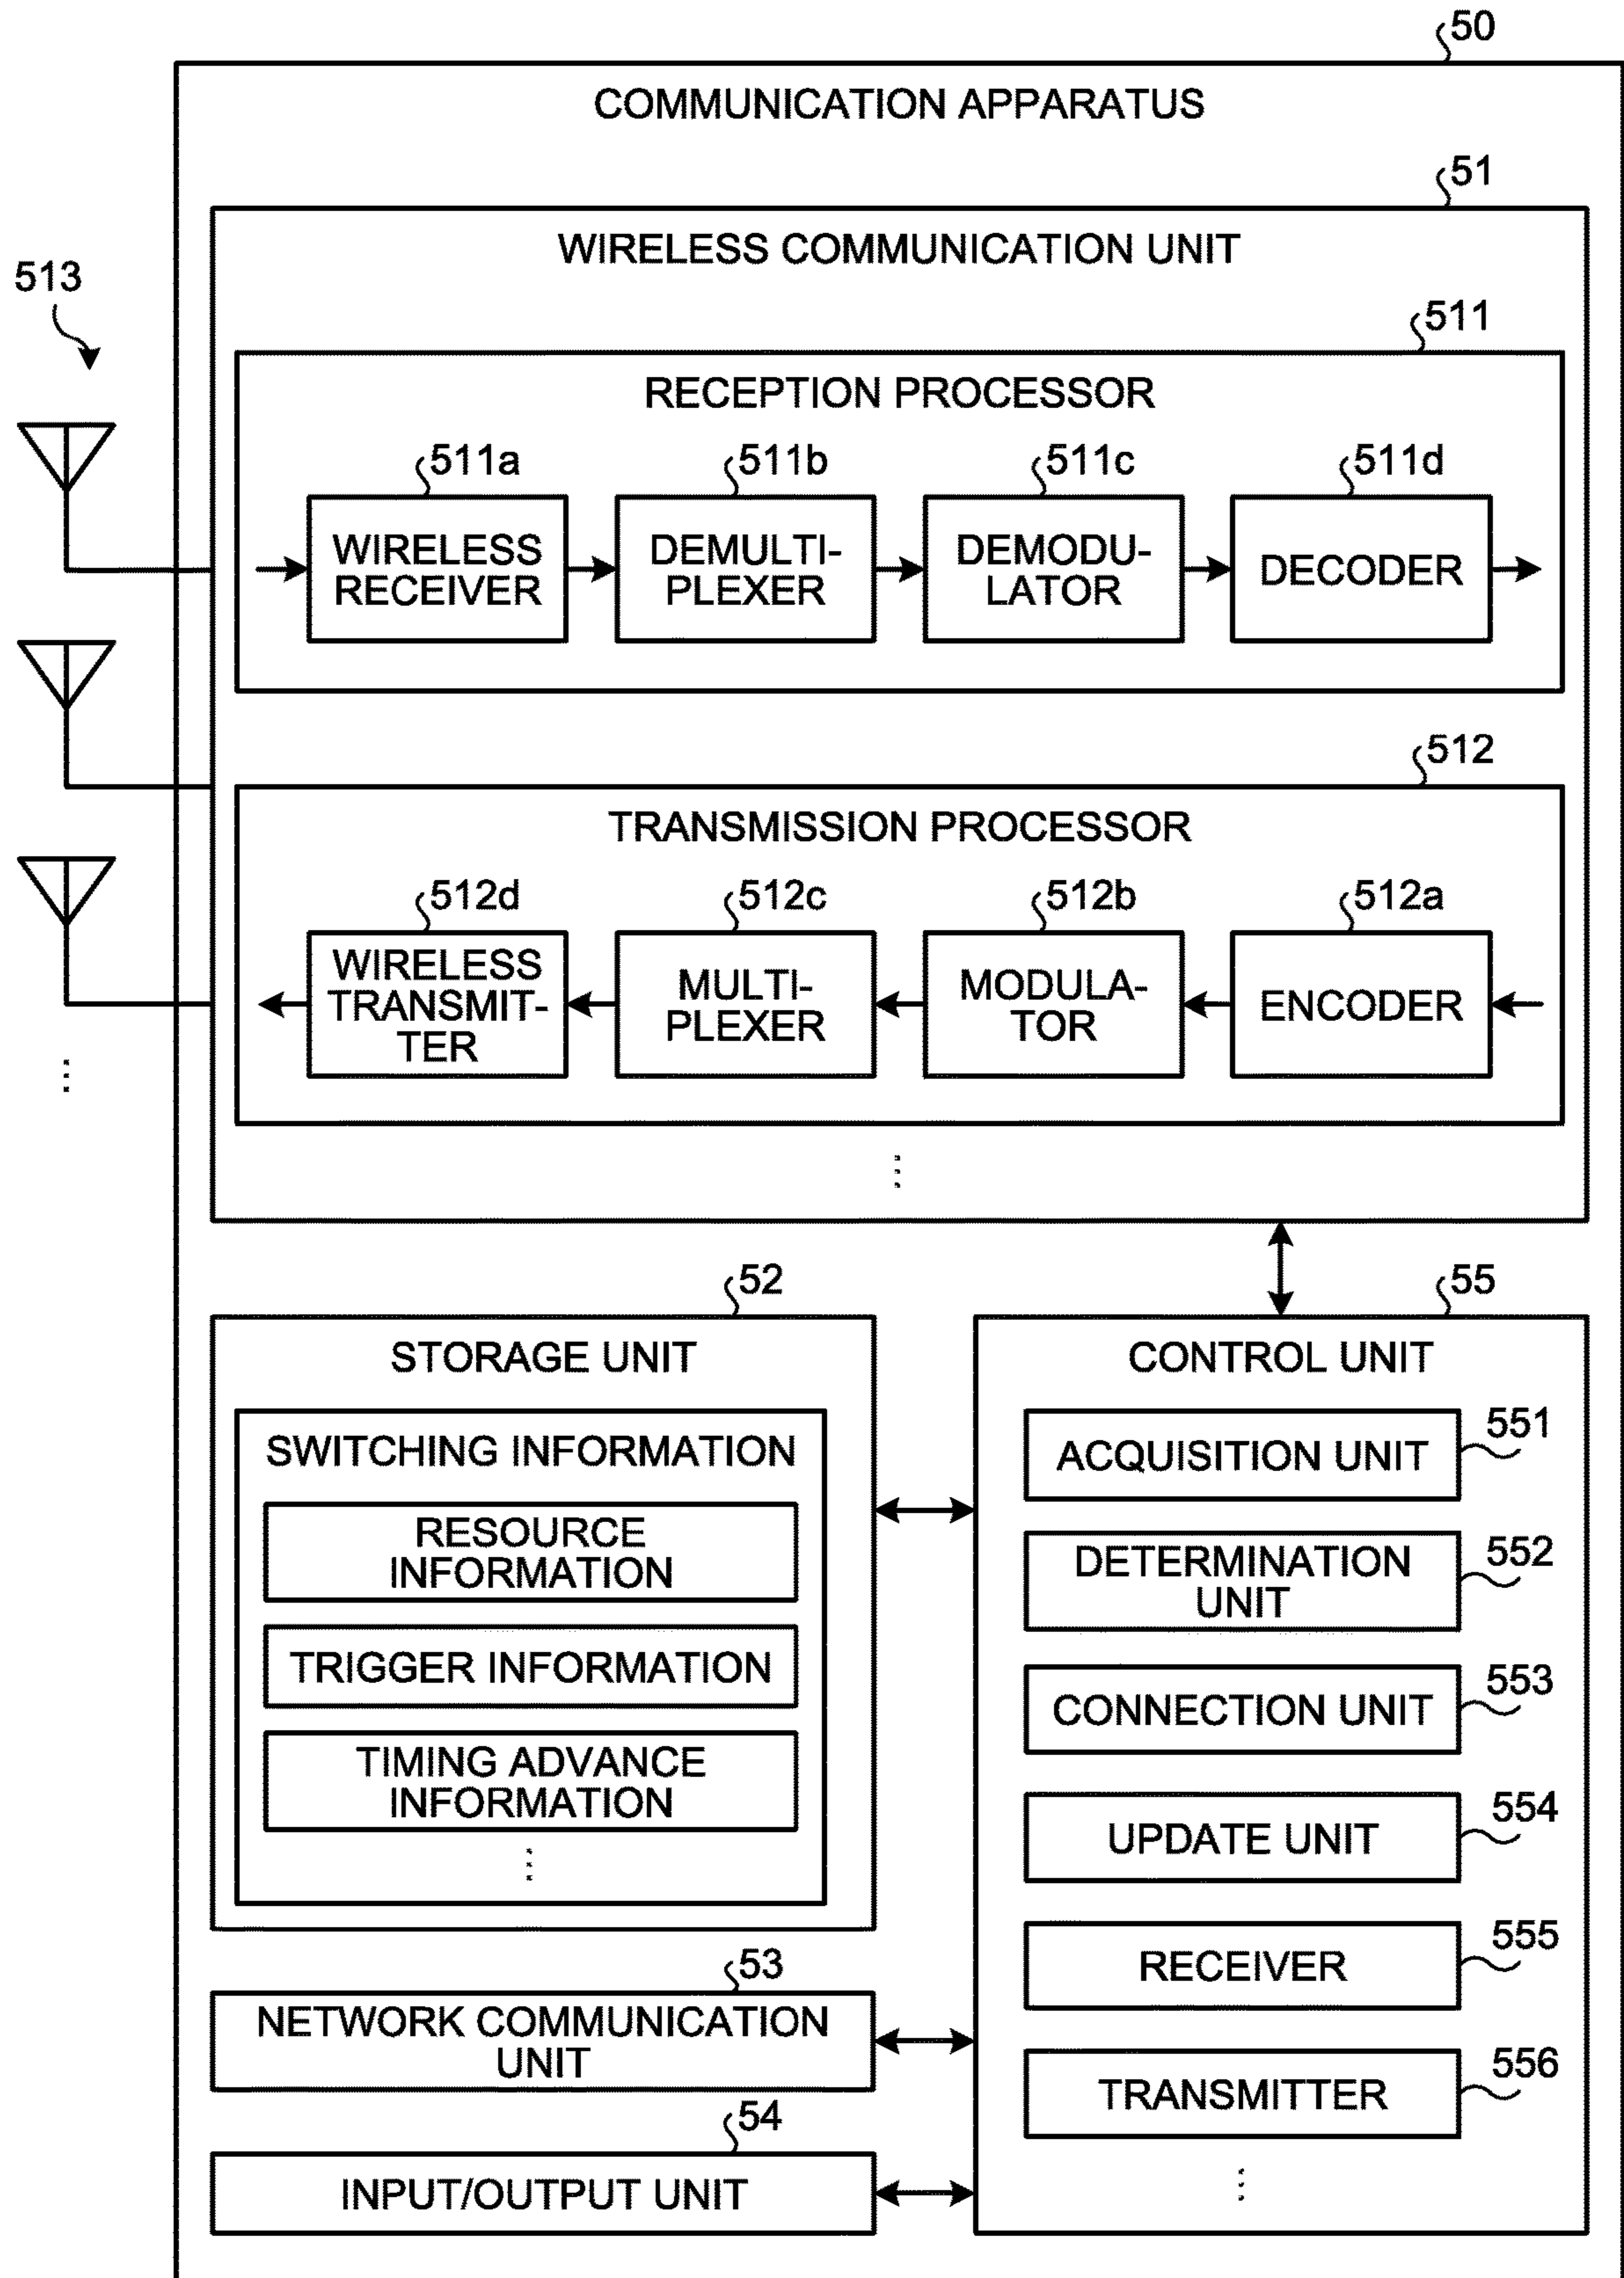 50
COMMUNICATION APPARATUS
51
WIRELESS COMMUNICATION UNIT
513
511
RECEPTION PROCESSOR
511a
511b
511c
511d
WIRELESS
RECEIVER
DEMULTI-
PLEXER
DEMODU-
LATOR
DECODER
512
TRANSMISSION PROCESSOR
512d
512c
512b
512a
WIRELESS
TRANSMIT-
TER
MULTI-
PLEXER
MODULA-
TOR
ENCODER
52
STORAGE UNIT
SWITCHING INFORMATION
RESOURCE
INFORMATION
TRIGGER INFORMATION
TIMING ADVANCE
INFORMATION
53
NETWORK COMMUNICATION
UNIT
54
INPUT/OUTPUT UNIT
55
CONTROL UNIT
ACQUISITION UNIT
551
DETERMINATION
UNIT
552
CONNECTION UNIT
553
UPDATE UNIT
554
RECEIVER
555
TRANSMITTER
556